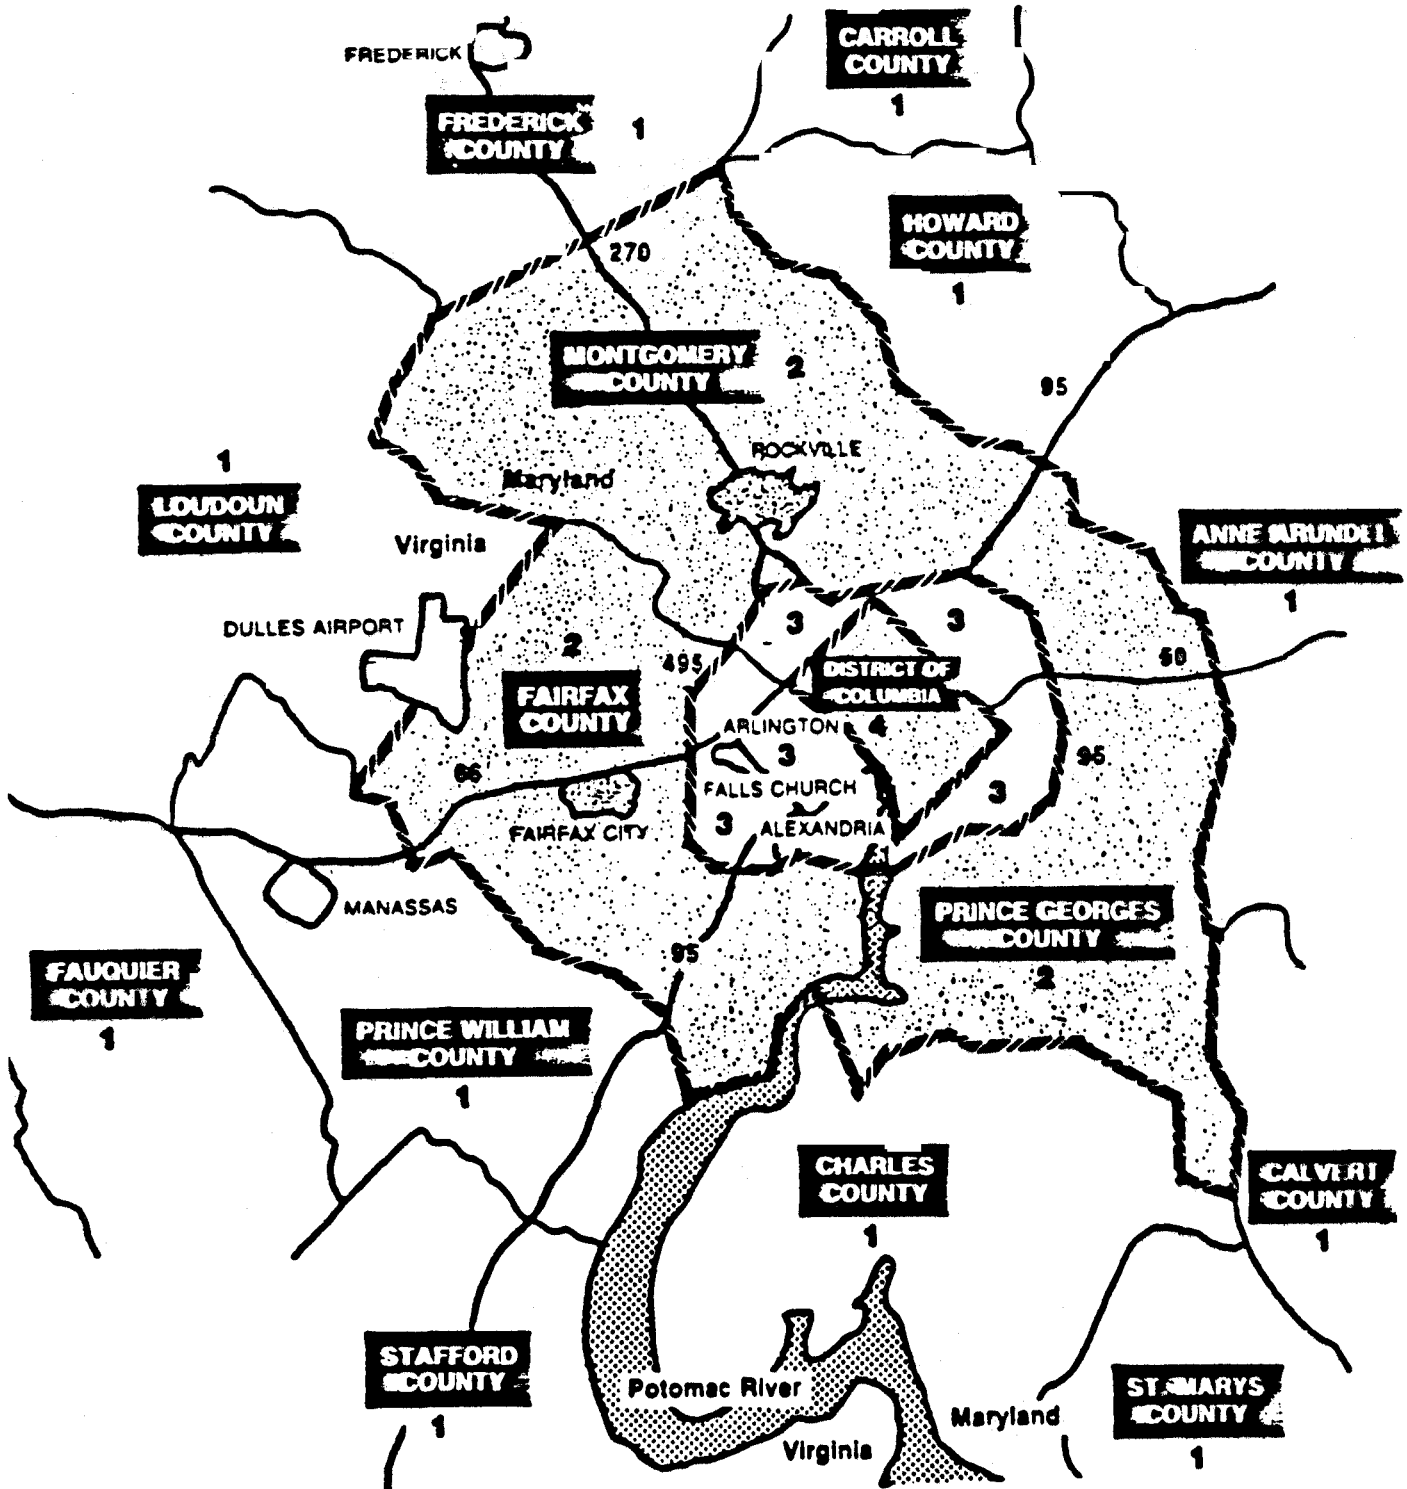 FREDERICK
CARROLL
COUNTY
1
FREDERICK
COUNTY
1
HOWARD
COUNTY
1
270
MONTGOMERY
COUNTY
2
95
ROCKVILLE
Maryland
1
LOUDOUN
COUNTY
Virginia
ANNE ARUNDEL
COUNTY
1
DULLES AIRPORT
3
3
2
495
50
DISTRICT OF
COLUMBIA
FAIRFAX
COUNTY
ARLINGTON
4
3
95
66
FALLS CHURCH
3
3
ALEXANDRIA
FAIRFAX CITY
MANASSAS
PRINCE GEORGES
COUNTY
2
95
FAUQUIER
COUNTY
1
PRINCE WILLIAM
COUNTY
1
CHARLES
COUNTY
1
CALVERT
COUNTY
1
STAFFORD
COUNTY
1
Potomac River
Maryland
ST. MARYS
COUNTY
1
Virginia